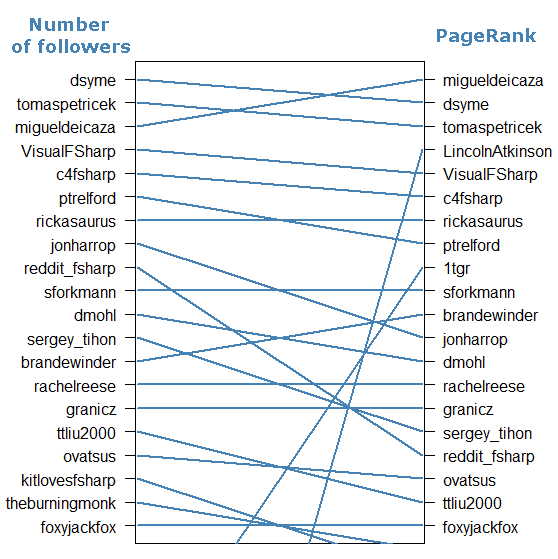 Number
of followers
PageRank
dsyme
tomaspetricek
migueldeicaza
VisualFSharp
c4fsharp
ptrelford
rickasaurus
jonharrop
reddit_fsharp
sforkmann
dmohl
sergey_tihon
brandewinder
rachelreese
granicz
ttliu2000
ovatsus
kitlovesfsharp
theburningmonk
foxyjackfox
migueldeicaza
dsyme
tomaspetricek
LincolnAtkinson
VisualFSharp
c4fsharp
rickasaurus
ptrelford
1tgr
sforkmann
brandewinder
jonharrop
dmohl
rachelreese
granicz
sergey_tihon
reddit_fsharp
ovatsus
ttliu2000
foxyjackfox